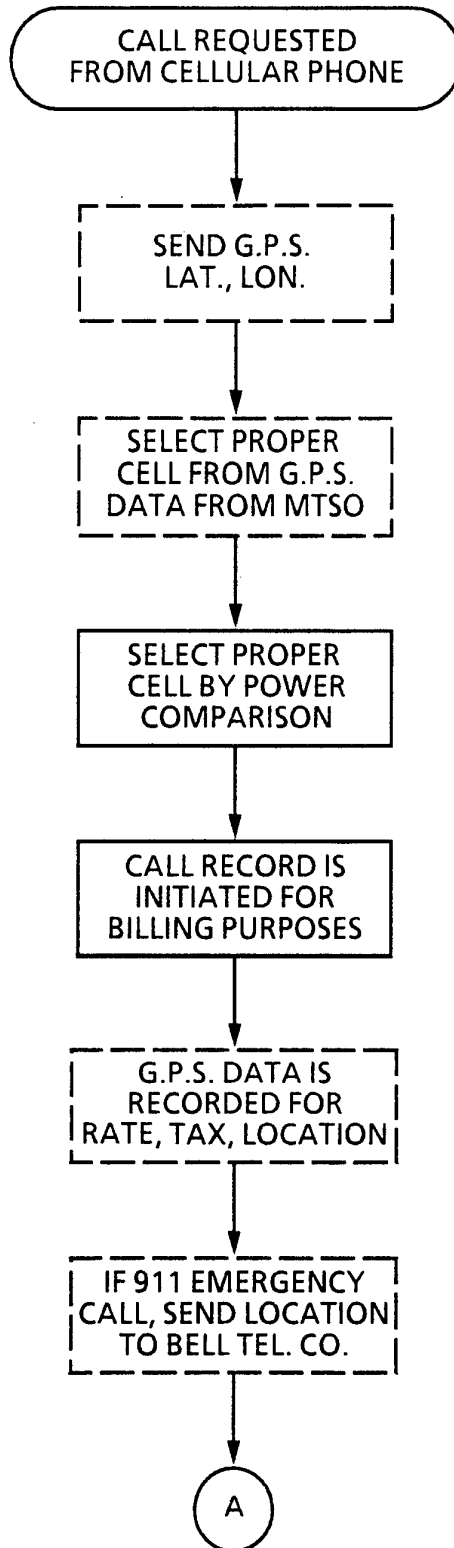 CALL REQUESTED
FROM CELLULAR PHONE
SEND G.P.S.
LAT., LON.
SELECT PROPER
CELL FROM G.P.S.
DATA FROM MTSO
SELECT PROPER
CELL BY POWER
COMPARISON
CALL RECORD IS
INITIATED FOR
BILLING PURPOSES
G.P.S. DATA IS
RECORDED FOR
RATE, TAX, LOCATION
IF 911 EMERGENCY
CALL, SEND LOCATION
TO BELL TEL. CO.
A